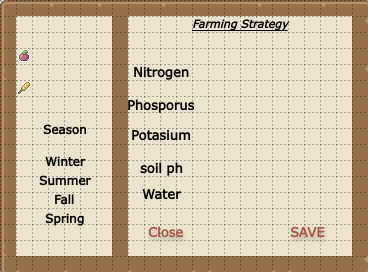 Farming Strategy
Nitrogen
Phosporus
Potasium
soil ph
Water
Season
Winter
Summer
Fall
Spring
Close
SAVE